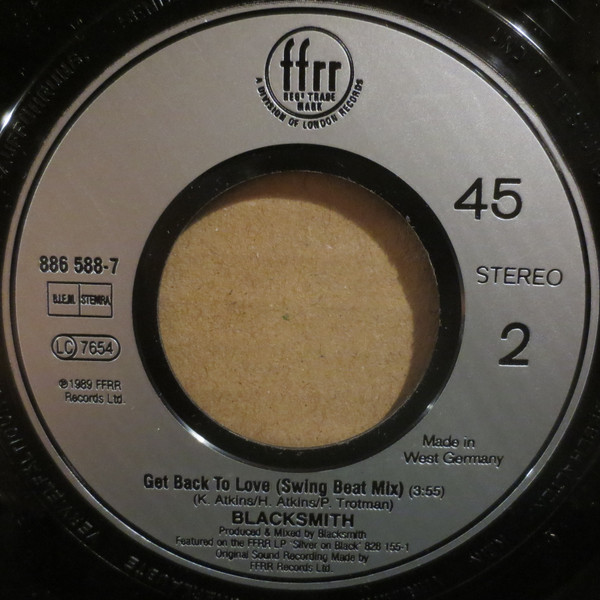 ffrr
REG'T TRADE
MARK
A DIVISION OF LONDON RECORDS
45
STEREO
2
886 588-7
B.I.E.M. STEMRA
LC 7654
℗ 1989 FFRR
Records Ltd.
Made in
West Germany
Get Back To Love (Swing Beat Mix) (3:55)
(K. Atkins/H. Atkins/P. Trotman)
BLACKSMITH
Produced & Mixed by Blacksmith
Featured on the FFRR LP "Silver on Black" 828 155-1
Original Sound Recording Made by
FFRR Records Ltd.